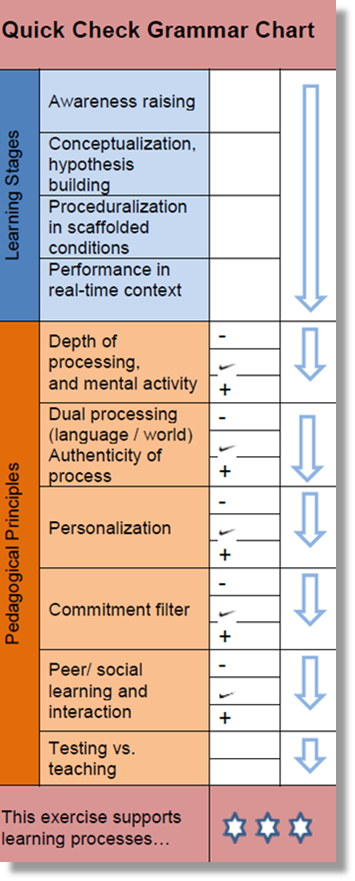 Quick Check Grammar Chart
Learning Stages
Awareness raising
Conceptualization,
hypothesis
building
Proceduralization
in scaffolded
conditions
Performance in
real-time context
Pedagogical Principles
Depth of
processing,
and mental activity
-
+
Dual processing
(language / world)
Authenticity of
process
-
+
Personalization
-
+
Commitment filter
-
+
Peer/ social
learning and
interaction
-
+
Testing vs.
teaching
This exercise supports
learning processes…